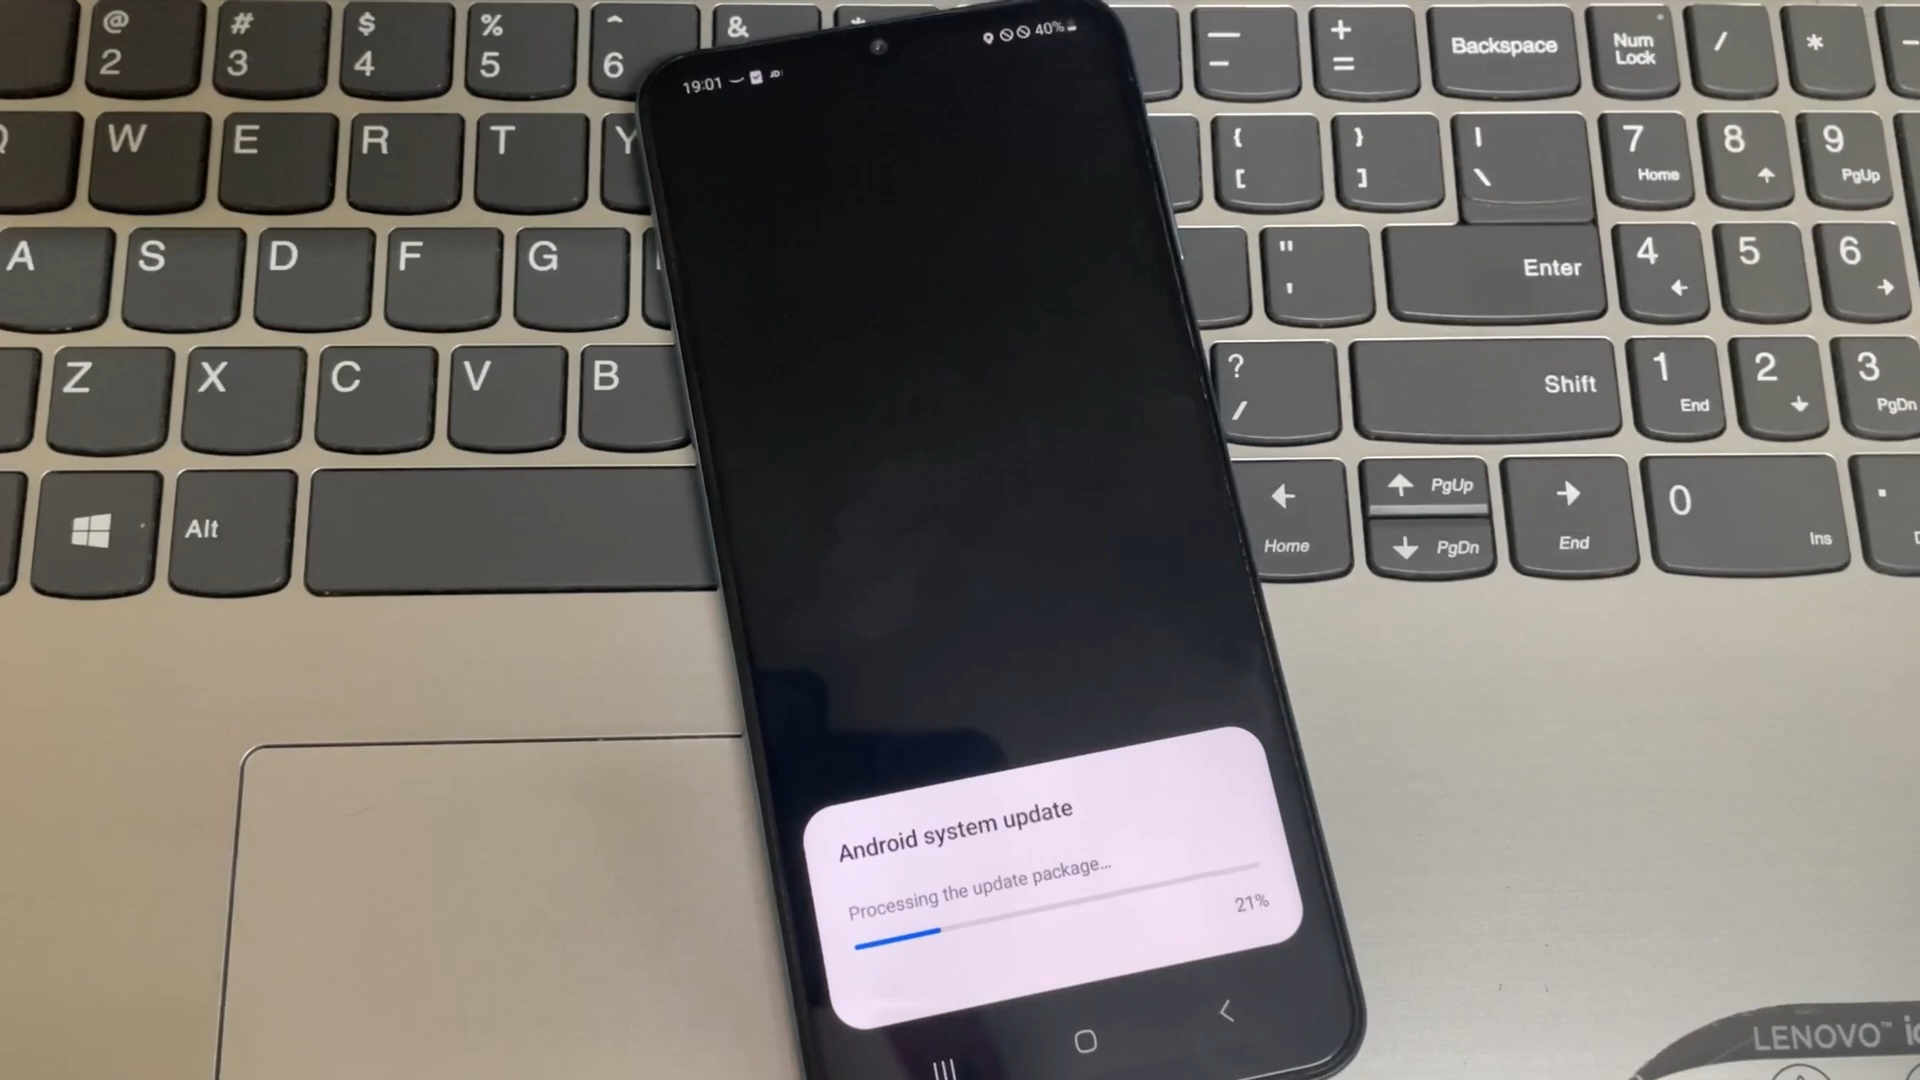 @ # $ % ^ & *
2 3 4 5 6
— + Backspace Num Lock / *
- =
19:01
40%
W E R T Y
{ } |
[ ] \
7 8 9
Home PgUp
A S D F G
" Enter
'
4 5 6
Z X C V B
? Shift
/
1 2 3
End PgDn
Alt
PgUp
Home PgDn End
0 .
Ins
Android system update
Processing the update package...
21%
LENOVO™